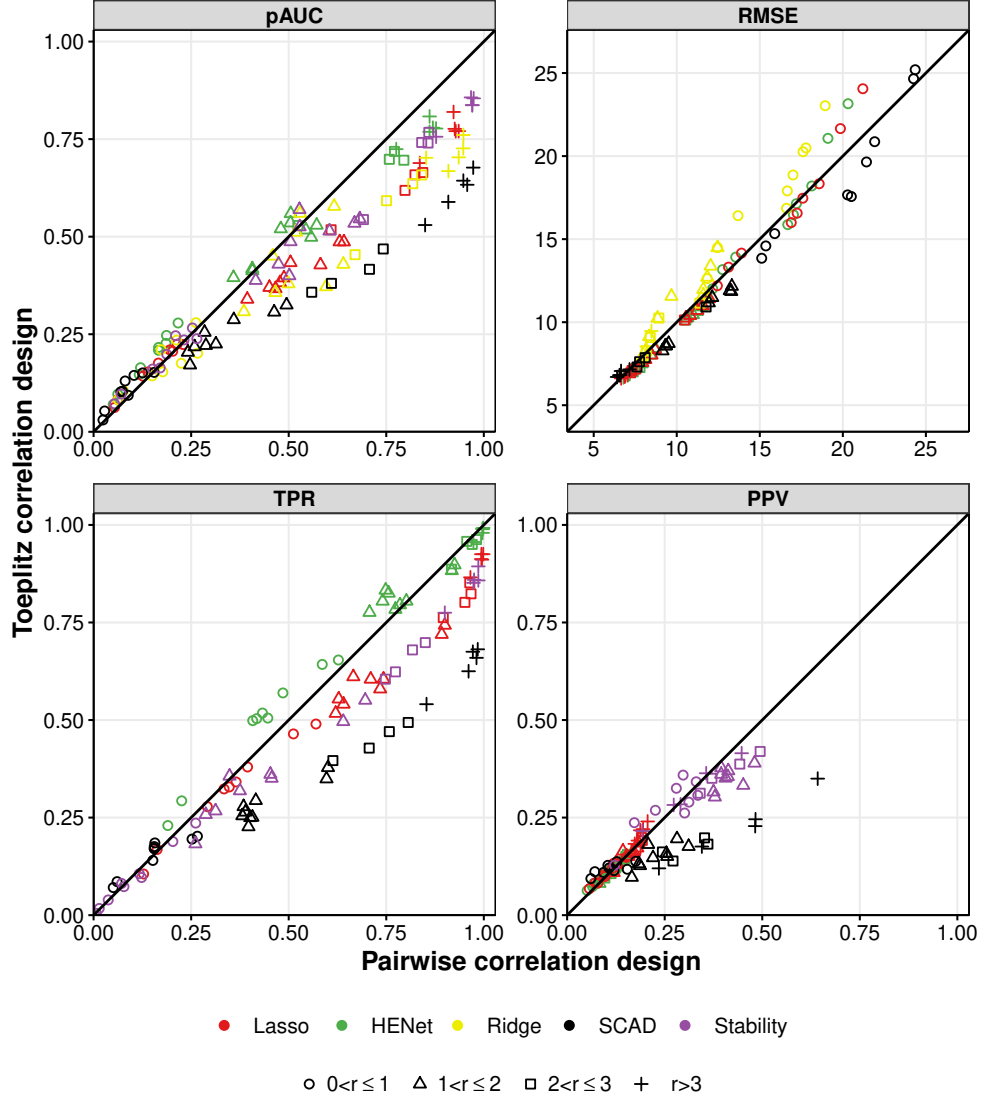 pAUC RMSE
1.00
0.75
0.50
0.25
0.00
0.00 0.25 0.50 0.75 1.00
25
20
15
10
5
5 10 15 20 25
TPR PPV
1.00
0.75
0.50
0.25
0.00
0.00 0.25 0.50 0.75 1.00
1.00
0.75
0.50
0.25
0.00
0.00 0.25 0.50 0.75 1.00
Toeplitz correlation design
Pairwise correlation design
Lasso HENet Ridge SCAD Stability
0<r ≤ 1 1<r ≤ 2 2<r ≤ 3 r>3